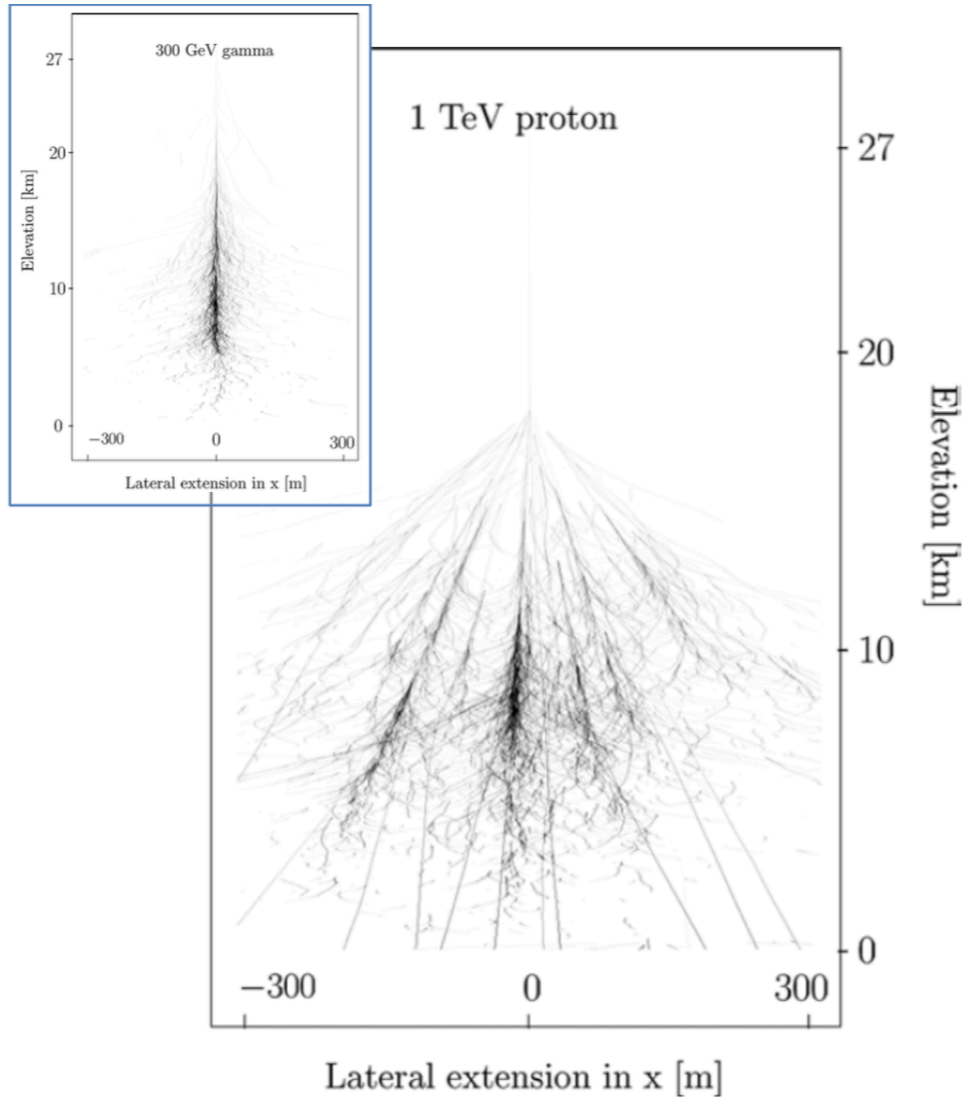 300 GeV gamma
27
20
10
0
Elevation [km]
−300 0 300
Lateral extension in x [m]
1 TeV proton
27
20
10
0
Elevation [km]
−300 0 300
Lateral extension in x [m]